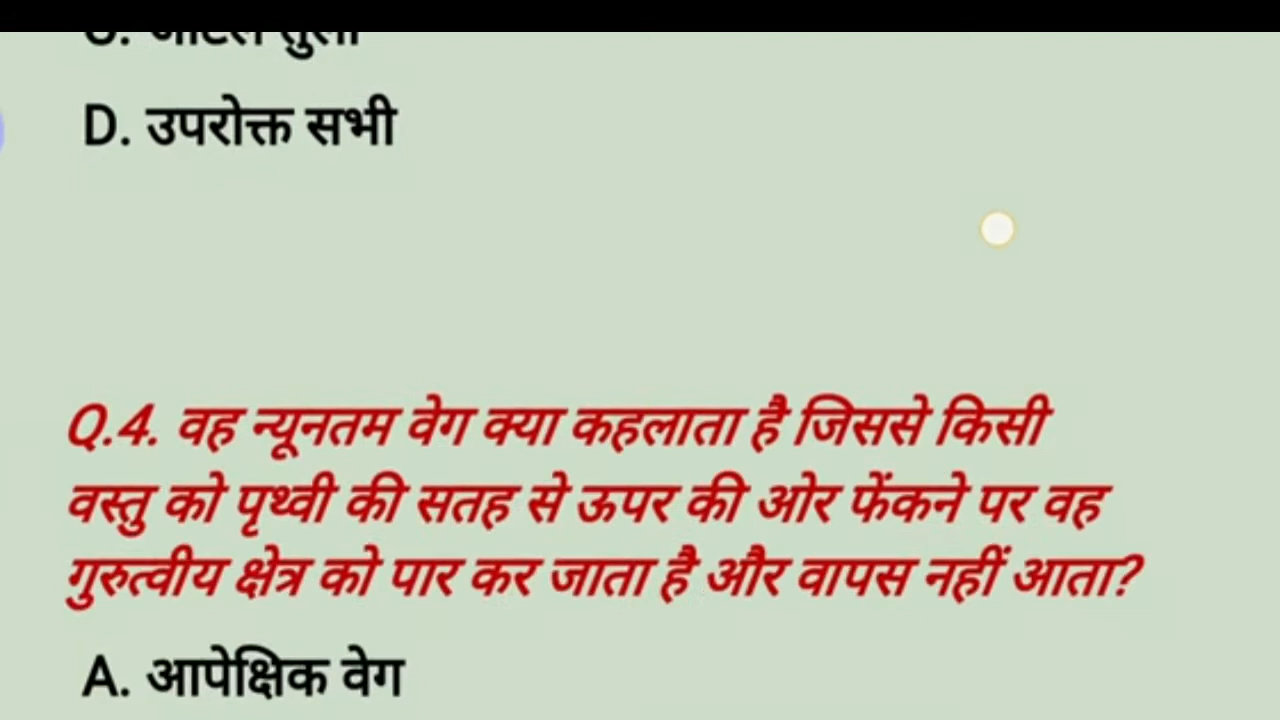 D. उपरोक्त सभी
Q.4. वह न्यूनतम वेग क्या कहलाता है जिससे किसी
वस्तु को पृथ्वी की सतह से ऊपर की ओर फेंकने पर वह
गुरुत्वीय क्षेत्र को पार कर जाता है और वापस नहीं आता?
A. आपेक्षिक वेग